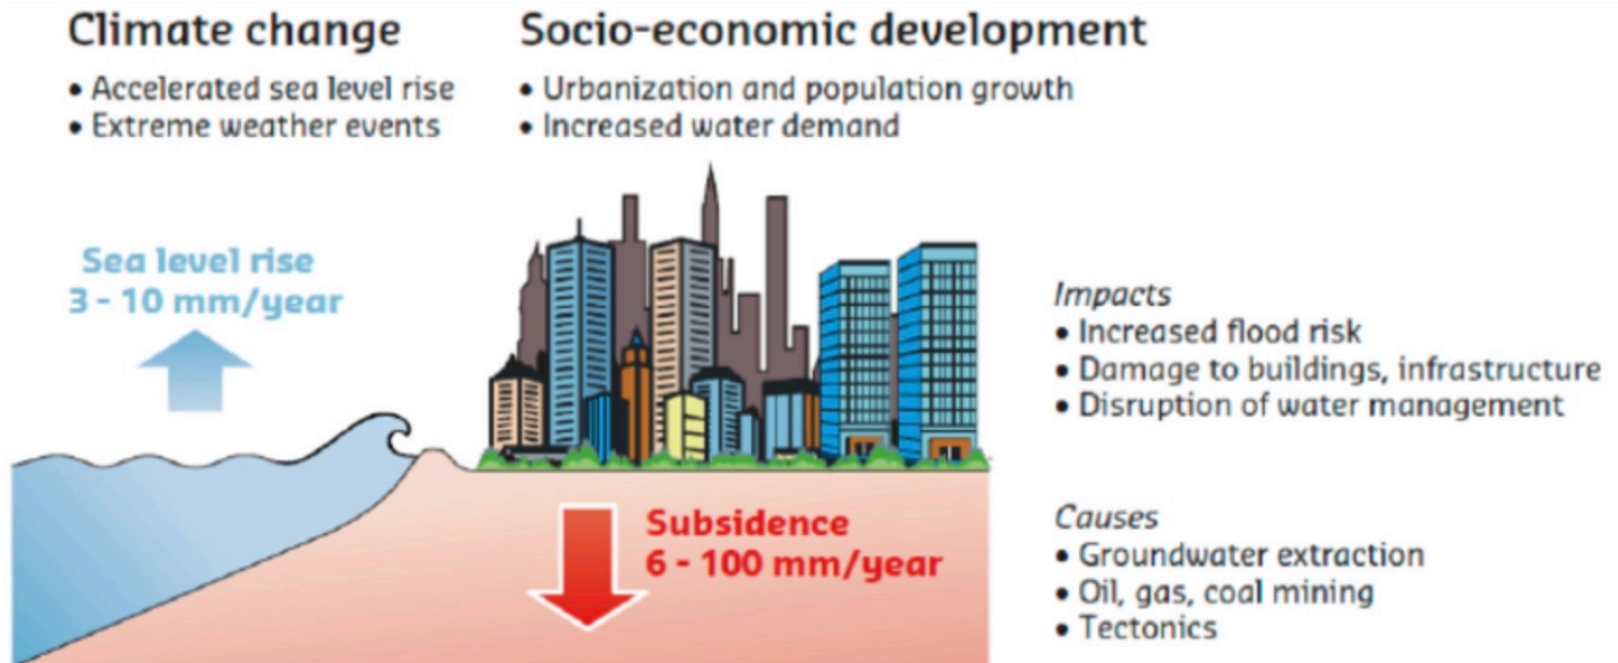 Climate change
• Accelerated sea level rise
• Extreme weather events
Socio-economic development
• Urbanization and population growth
• Increased water demand
Sea level rise
3 - 10 mm/year
Impacts
• Increased flood risk
• Damage to buildings, infrastructure
• Disruption of water management
Subsidence
6 - 100 mm/year
Causes
• Groundwater extraction
• Oil, gas, coal mining
• Tectonics